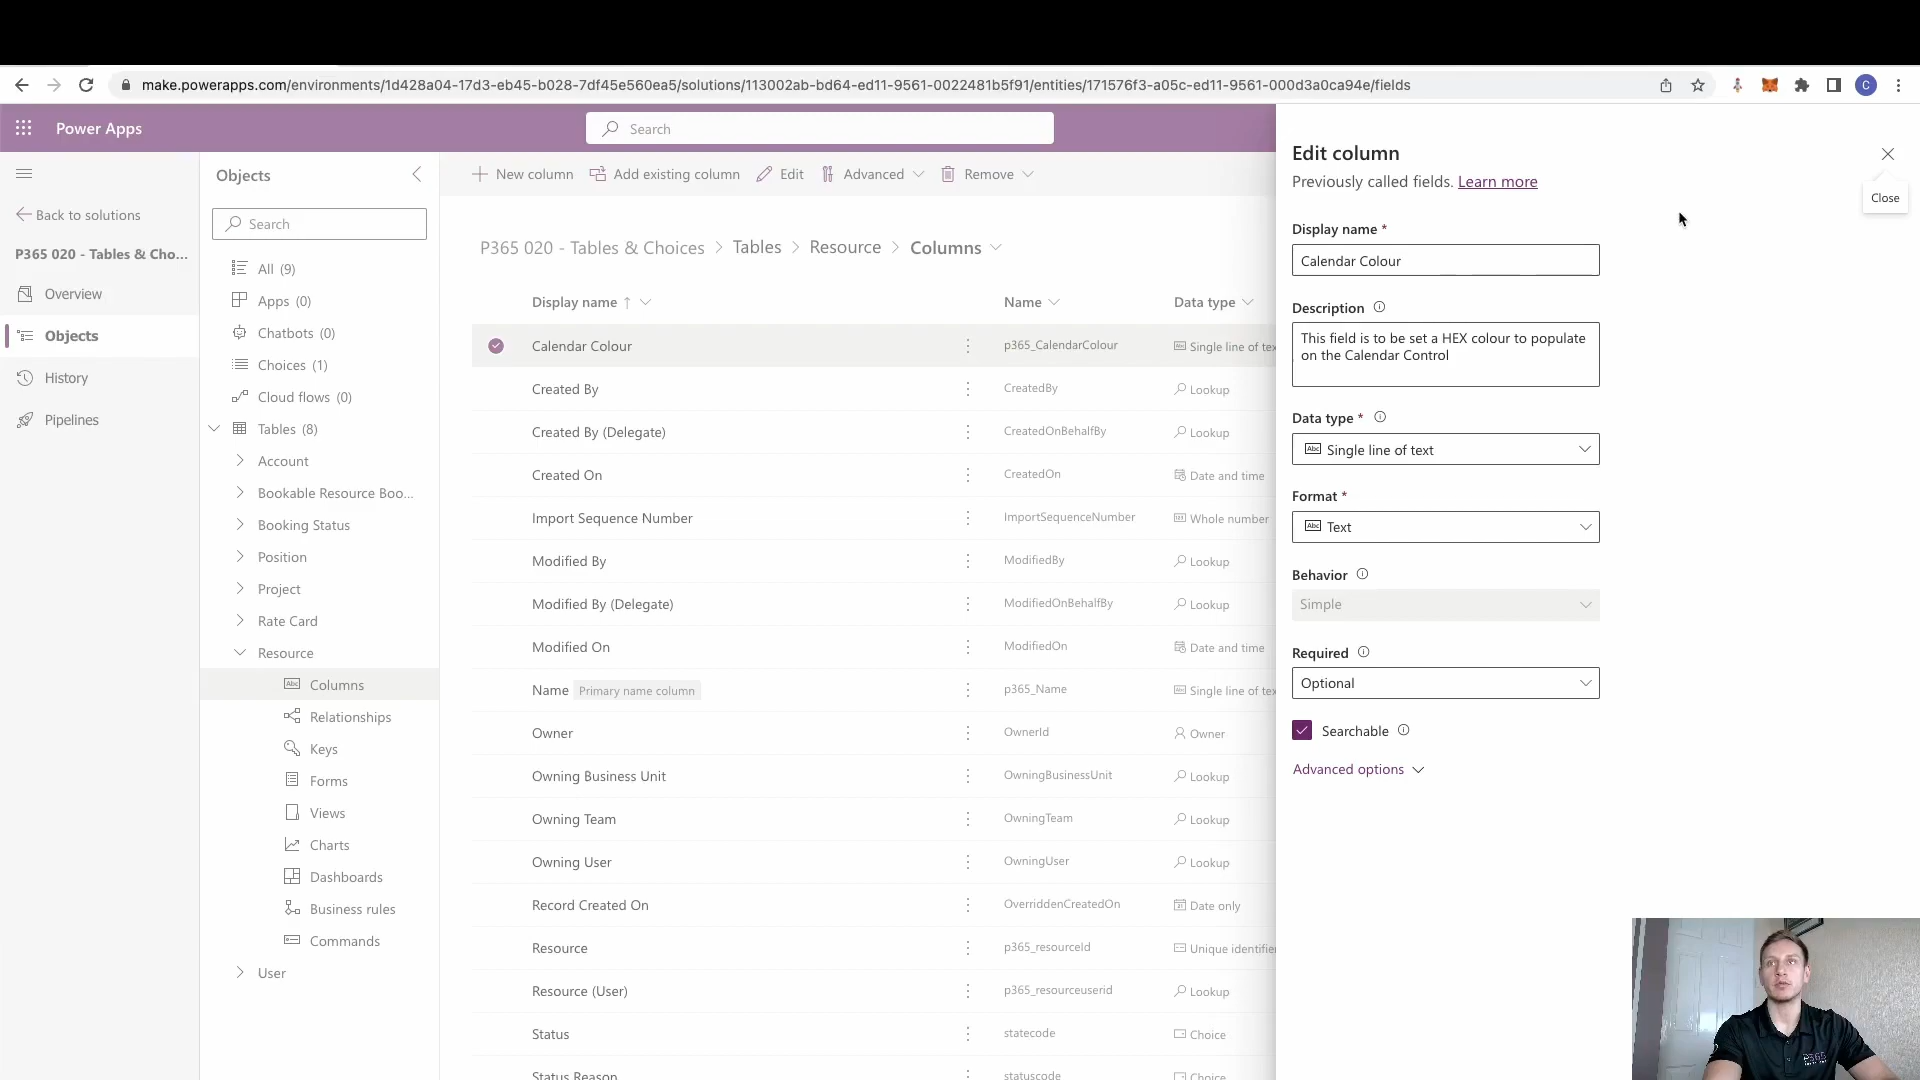 make.powerapps.com/environments/1d428a04-17d3-eb45-b028-7df45e560ea5/solutions/113002ab-bd64-ed11-9561-0022481b5f91/entities/171576f3-a05c-ed11-9561-000d3a0ca94e/fields
C
Power Apps
Search
Back to solutions
P365 020 - Tables & Cho...
Overview
Objects
History
Pipelines
Objects
Search
All (9)
Apps (0)
Chatbots (0)
Choices (1)
Cloud flows (0)
Tables (8)
Account
Bookable Resource Boo...
Booking Status
Position
Project
Rate Card
Resource
Columns
Relationships
Keys
Forms
Views
Charts
Dashboards
Business rules
Commands
User
New column Add existing column Edit Advanced Remove
P365 020 - Tables & Choices > Tables > Resource > Columns
Display name ↑ Name Data type
Calendar Colour p365_CalendarColour Single line of tex
Created By CreatedBy Lookup
Created By (Delegate) CreatedOnBehalfBy Lookup
Created On CreatedOn Date and time
Import Sequence Number ImportSequenceNumber Whole number
Modified By ModifiedBy Lookup
Modified By (Delegate) ModifiedOnBehalfBy Lookup
Modified On ModifiedOn Date and time
Name Primary name column p365_Name Single line of tex
Owner OwnerId Owner
Owning Business Unit OwningBusinessUnit Lookup
Owning Team OwningTeam Lookup
Owning User OwningUser Lookup
Record Created On OverriddenCreatedOn Date only
Resource p365_resourceId Unique identifier
Resource (User) p365_resourceuserid Lookup
Status statecode Choice
Status Reason statuscode Choice
Edit column
Previously called fields. Learn more
Close
Display name *
Calendar Colour
Description
This field is to be set a HEX colour to populate
on the Calendar Control
Data type *
Abc Single line of text
Format *
Abc Text
Behavior
Simple
Required
Optional
Searchable
Advanced options
P365